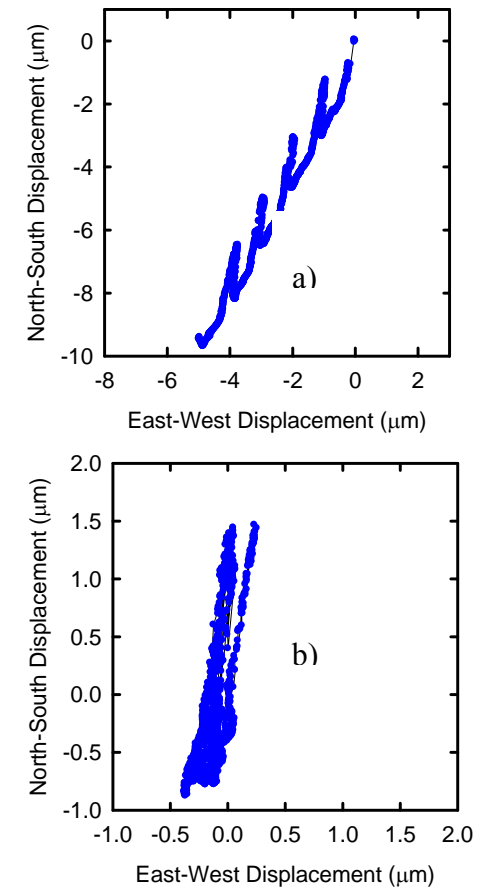 0
-2
-4
-6
-8
-10
North-South Displacement (μm)
a)
-8 -6 -4 -2 0 2
East-West Displacement (μm)
2.0
1.5
1.0
0.5
0.0
-0.5
-1.0
North-South Displacement (μm)
b)
-1.0 -0.5 0.0 0.5 1.0 1.5 2.0
East-West Displacement (μm)